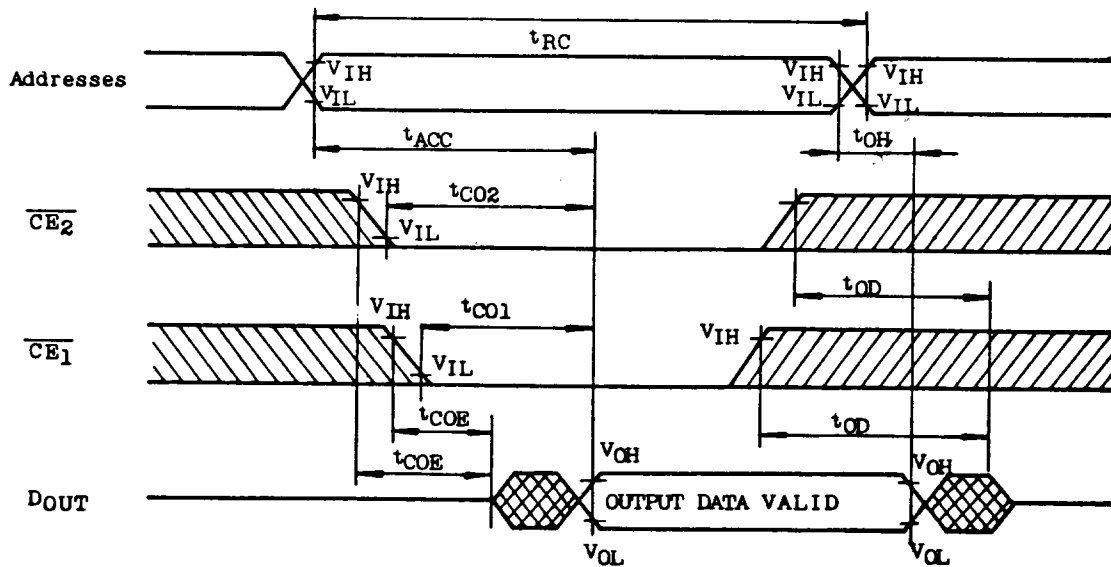 tRC
Addresses
VIH
VIL
VIH
VIH
VIL
VIL
tACC
tOH
CE2
VIH
tCO2
VIL
tOD
CE1
VIH
tCO1
VIH
VIL
tCOE
tOD
tCOE
VOH
VOH
DOUT
OUTPUT DATA VALID
VOL
VOL